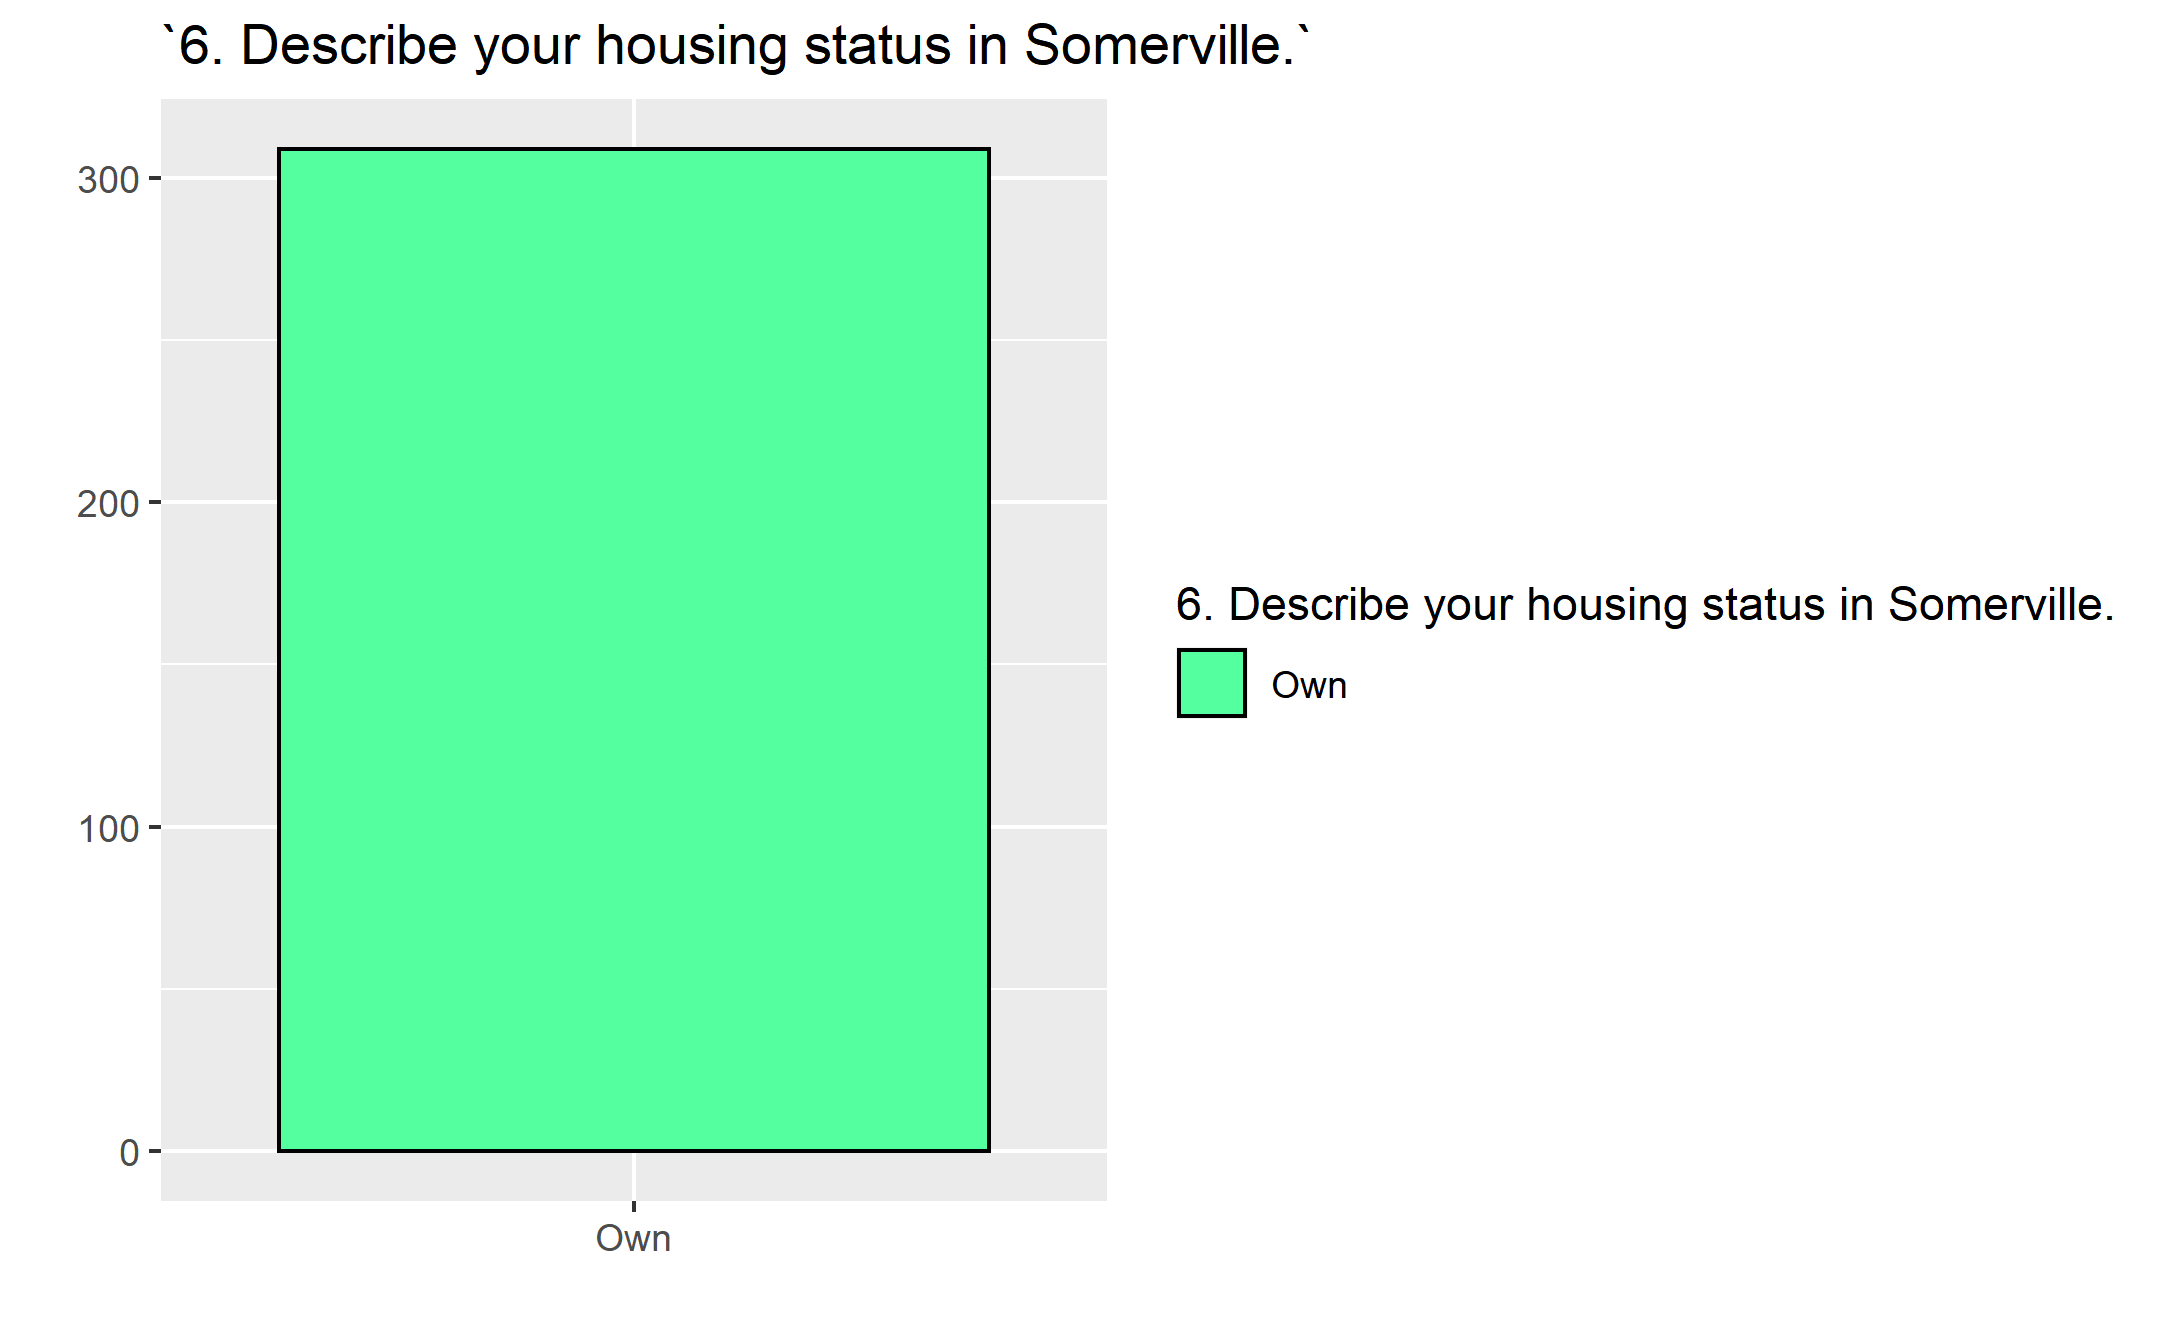 `6. Describe your housing status in Somerville.`
300
200
100
0
Own
6. Describe your housing status in Somerville.
Own